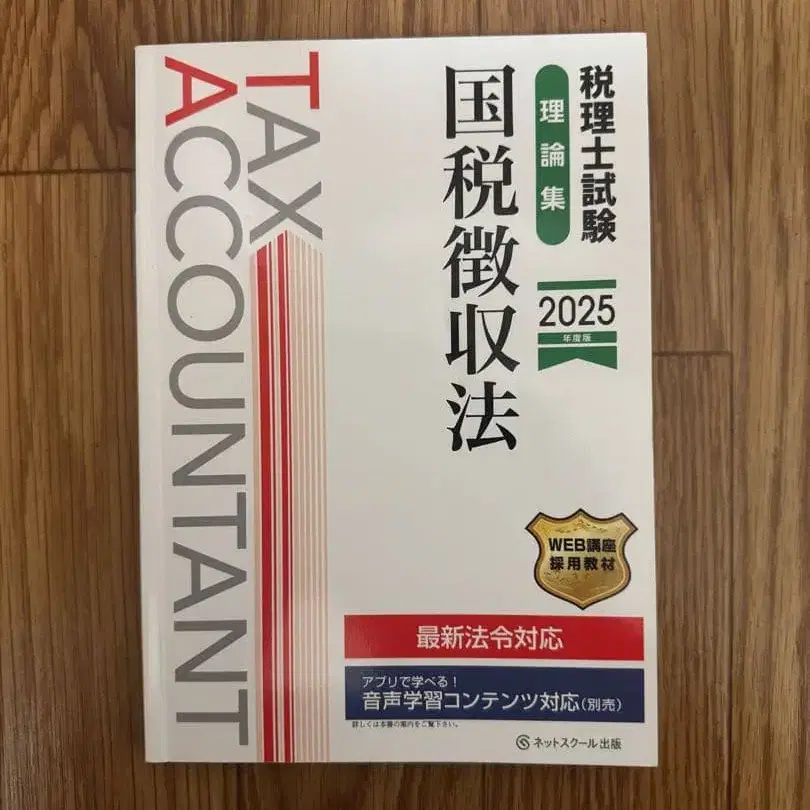 税理士試験
理論集
国税徴収法
2025
年度版
TAX
ACCOUNTANT
WEB講座
採用教材
最新法令対応
アプリで学べる！
音声学習コンテンツ対応(別売)
詳しくは本書の案内をご覧下さい。
ネットスクール出版